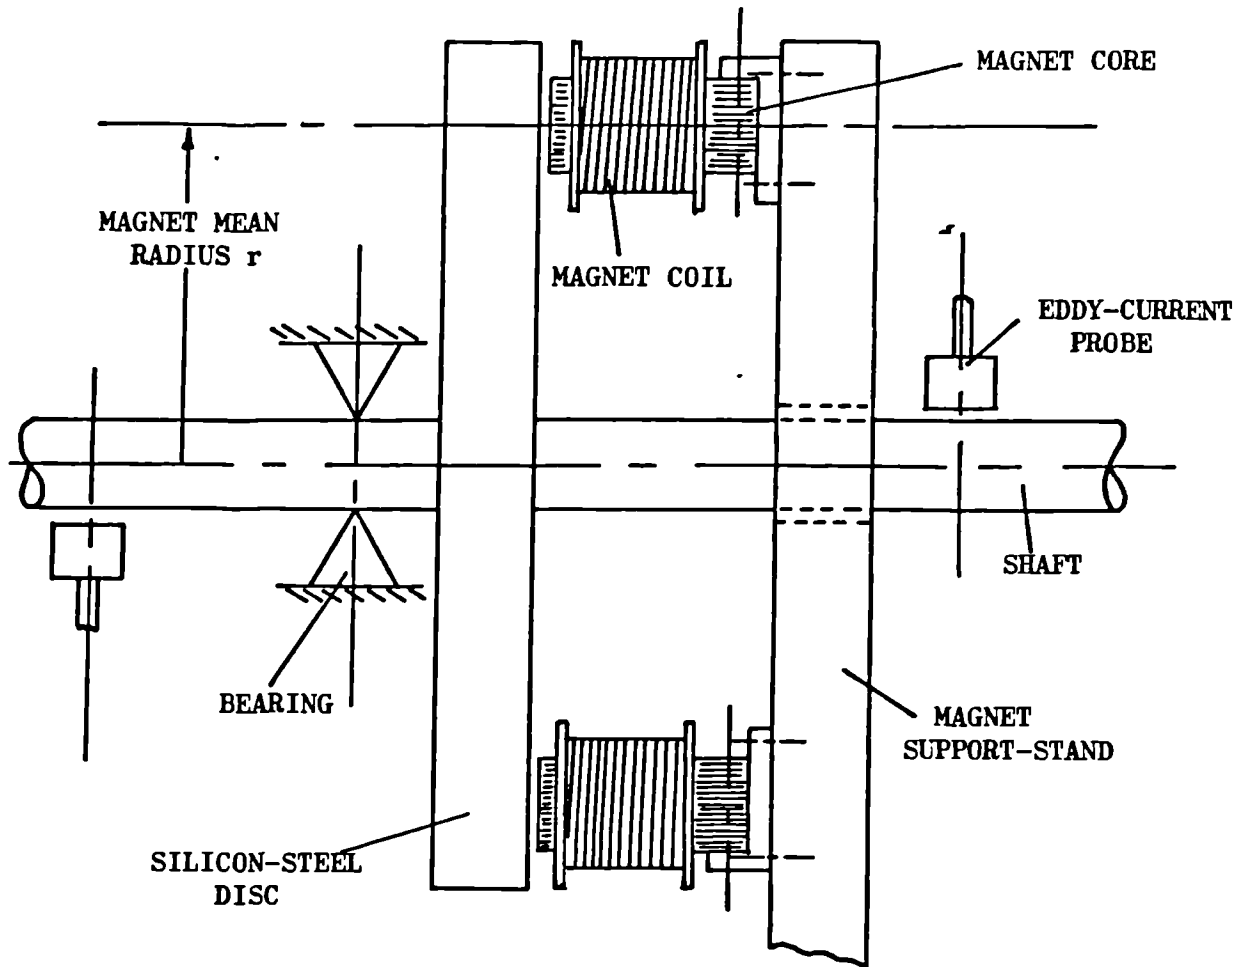 MAGNET CORE
MAGNET MEAN
RADIUS r
MAGNET COIL
EDDY-CURRENT
PROBE
SHAFT
BEARING
MAGNET
SUPPORT-STAND
SILICON-STEEL
DISC